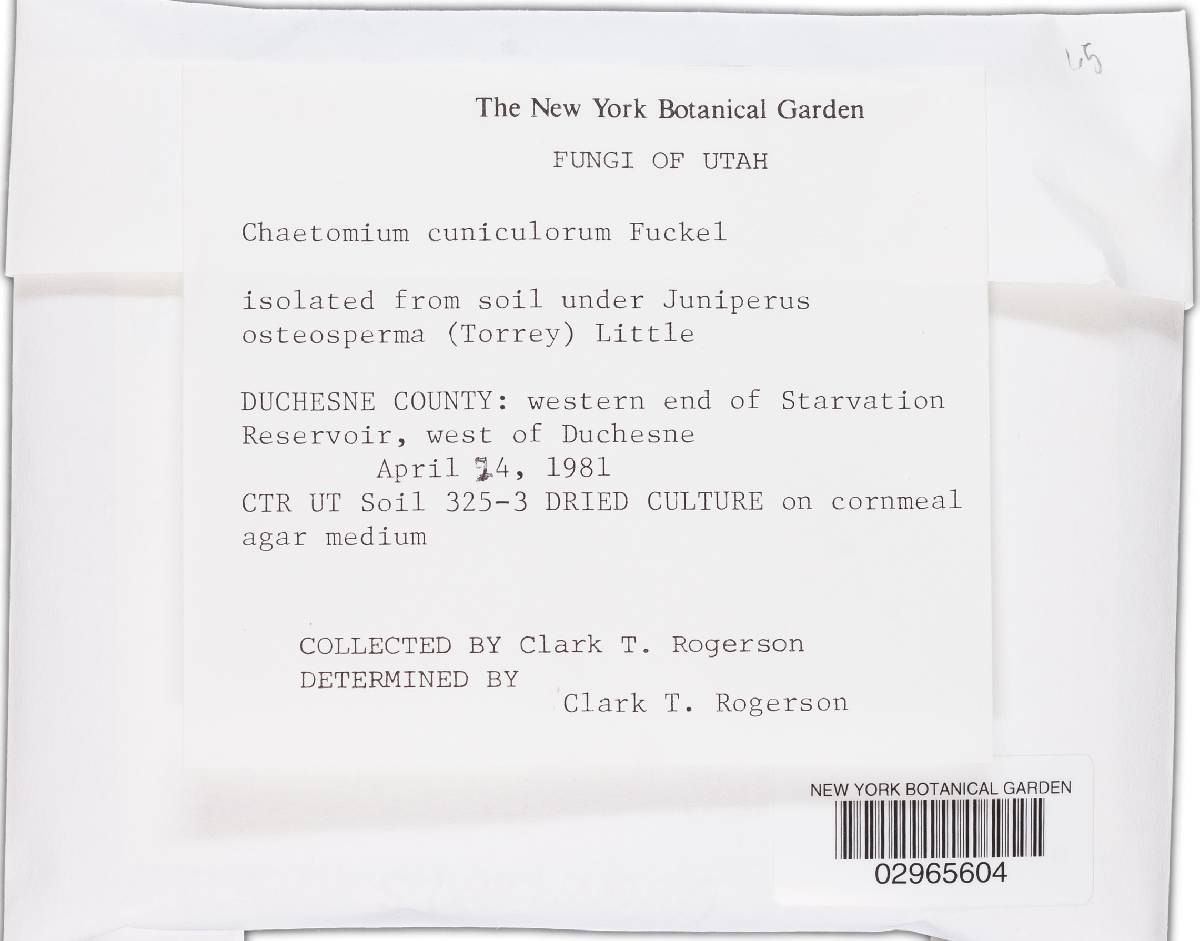 The New York Botanical Garden
FUNGI OF UTAH
Chaetomium cuniculorum Fuckel
isolated from soil under Juniperus
osteosperma (Torrey) Little
DUCHESNE COUNTY: western end of Starvation
Reservoir, west of Duchesne
April 4, 1981
CTR UT Soil 325-3 DRIED CULTURE on cornmeal
agar medium
COLLECTED BY Clark T. Rogerson
DETERMINED BY
Clark T. Rogerson
NEW YORK BOTANICAL GARDEN
02965604